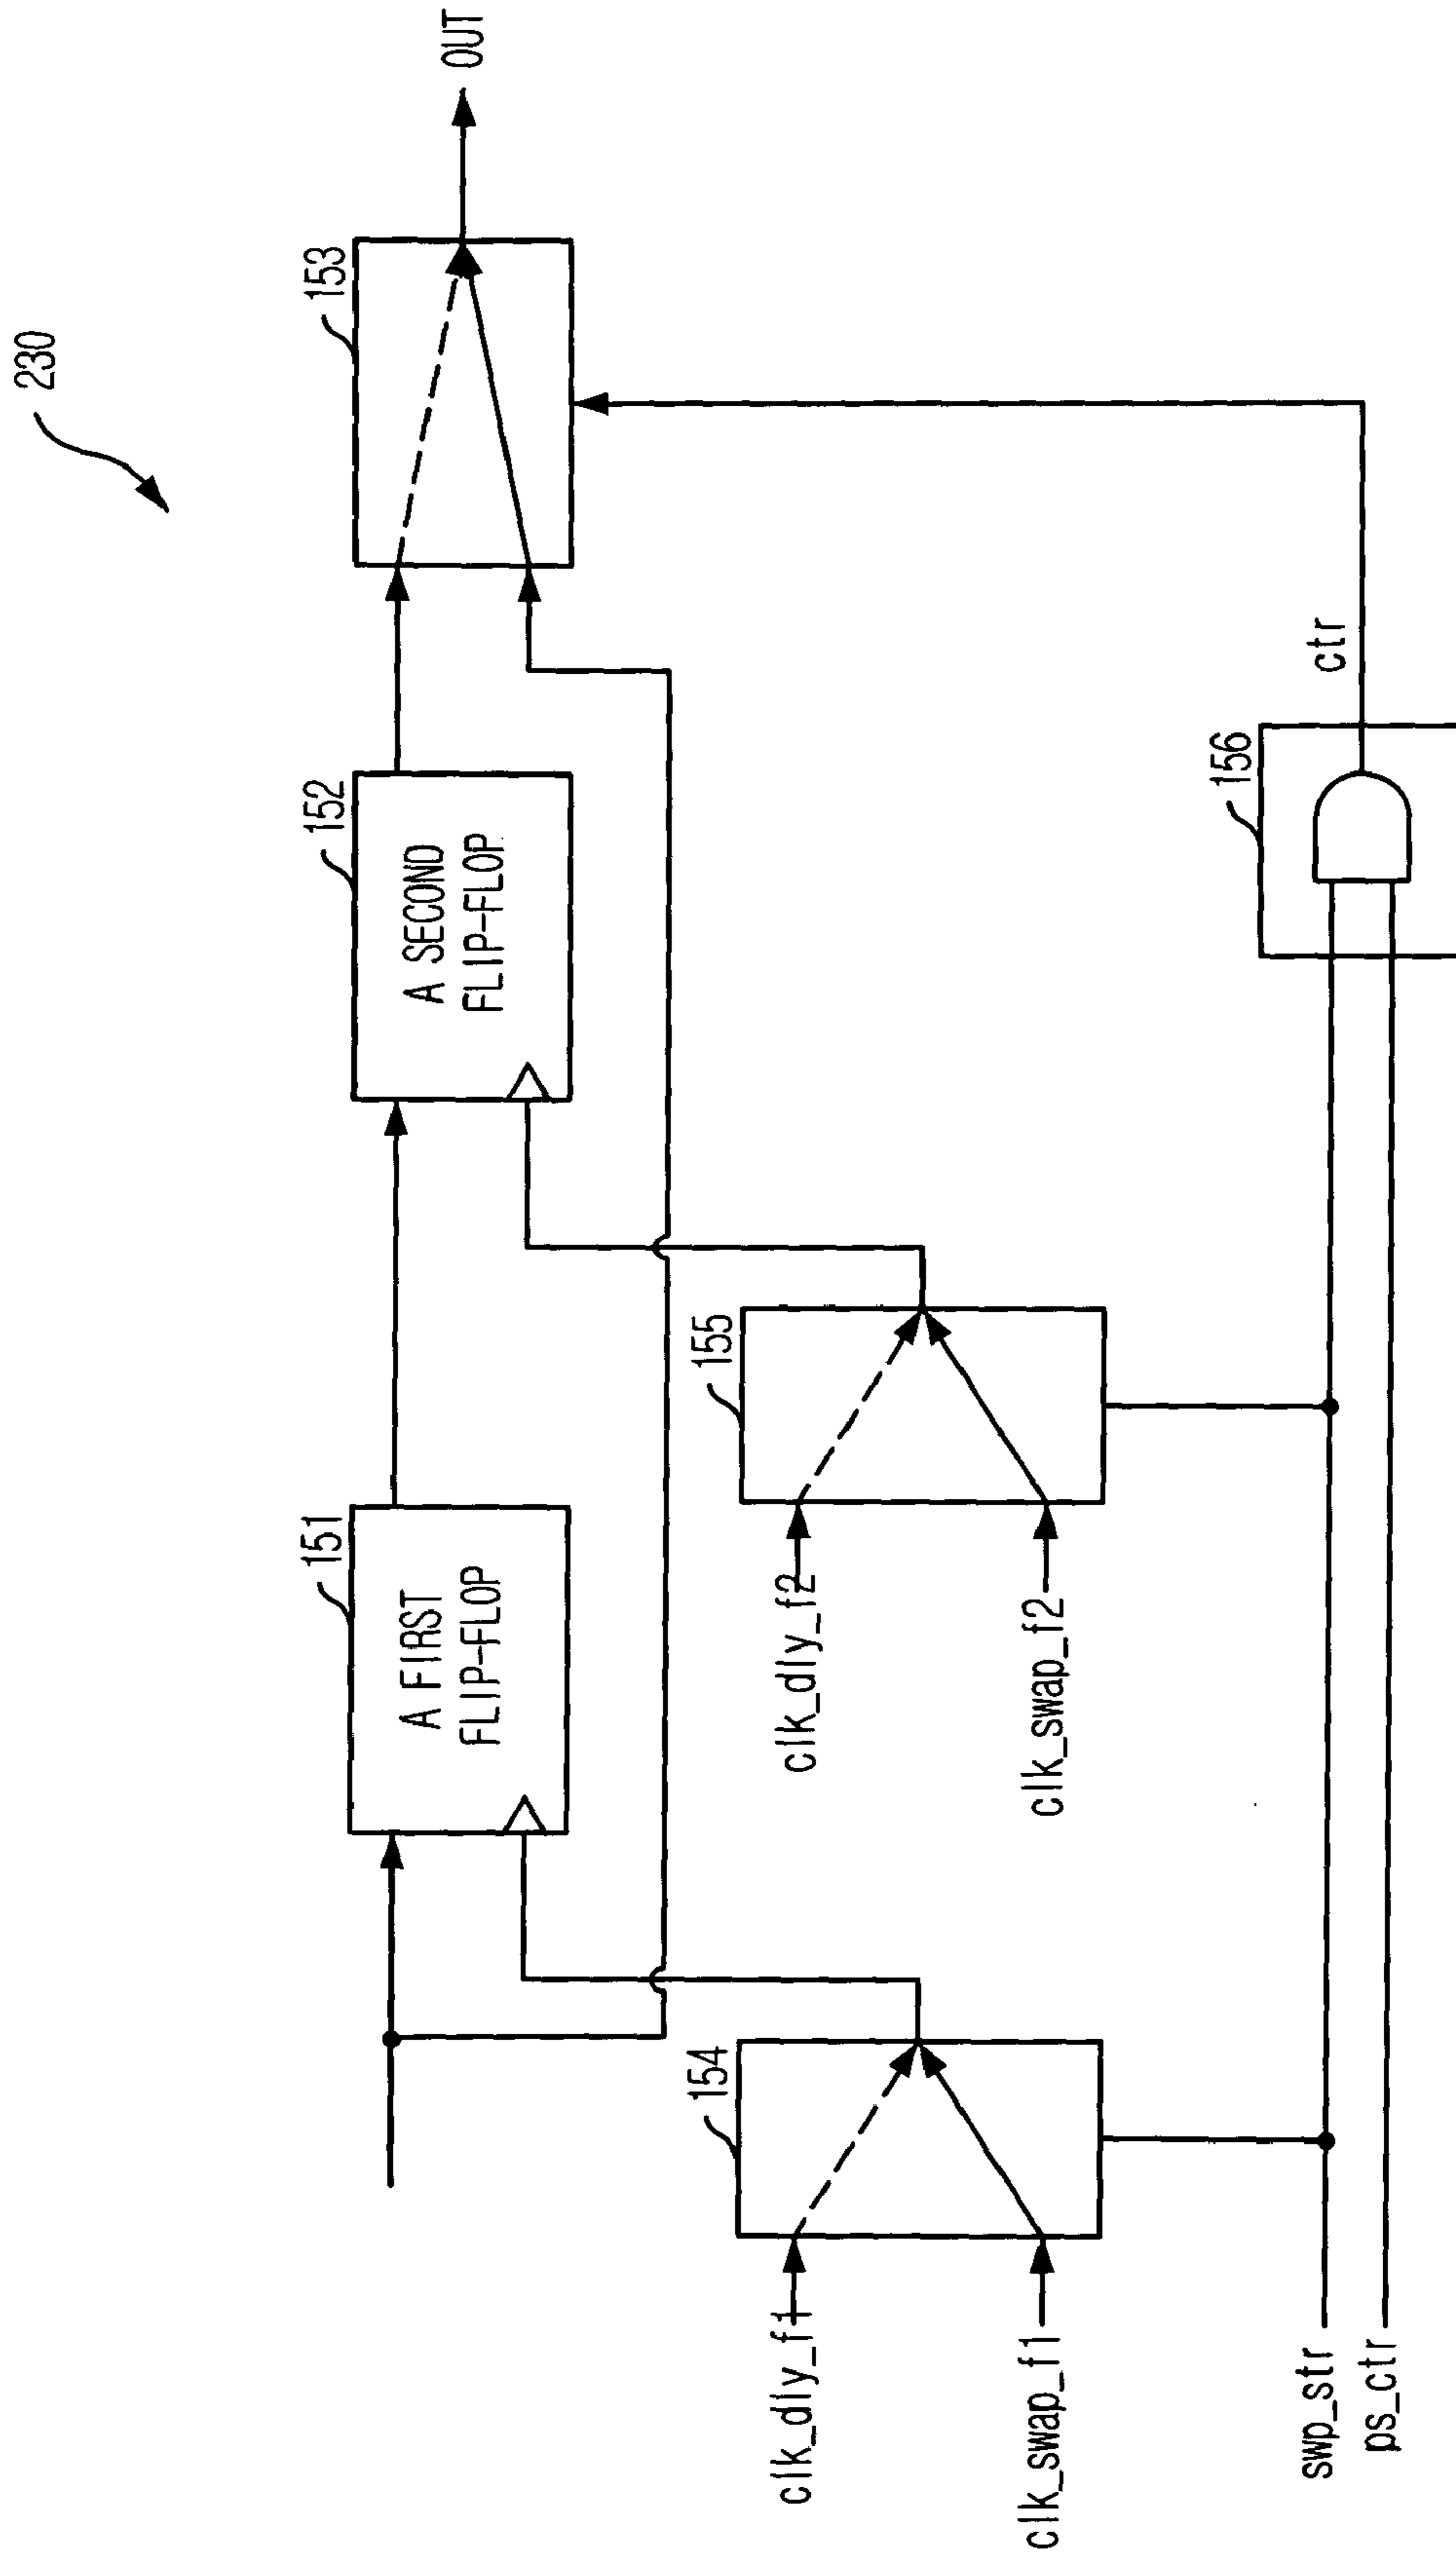 230
151
A FIRST
FLIP-FLOP
152
A SECOND
FLIP-FLOP
153
OUT
154
clk_dly_f1
clk_swap_f1
155
clk_dly_f2
clk_swap_f2
156
ctr
swp_str
ps_ctr